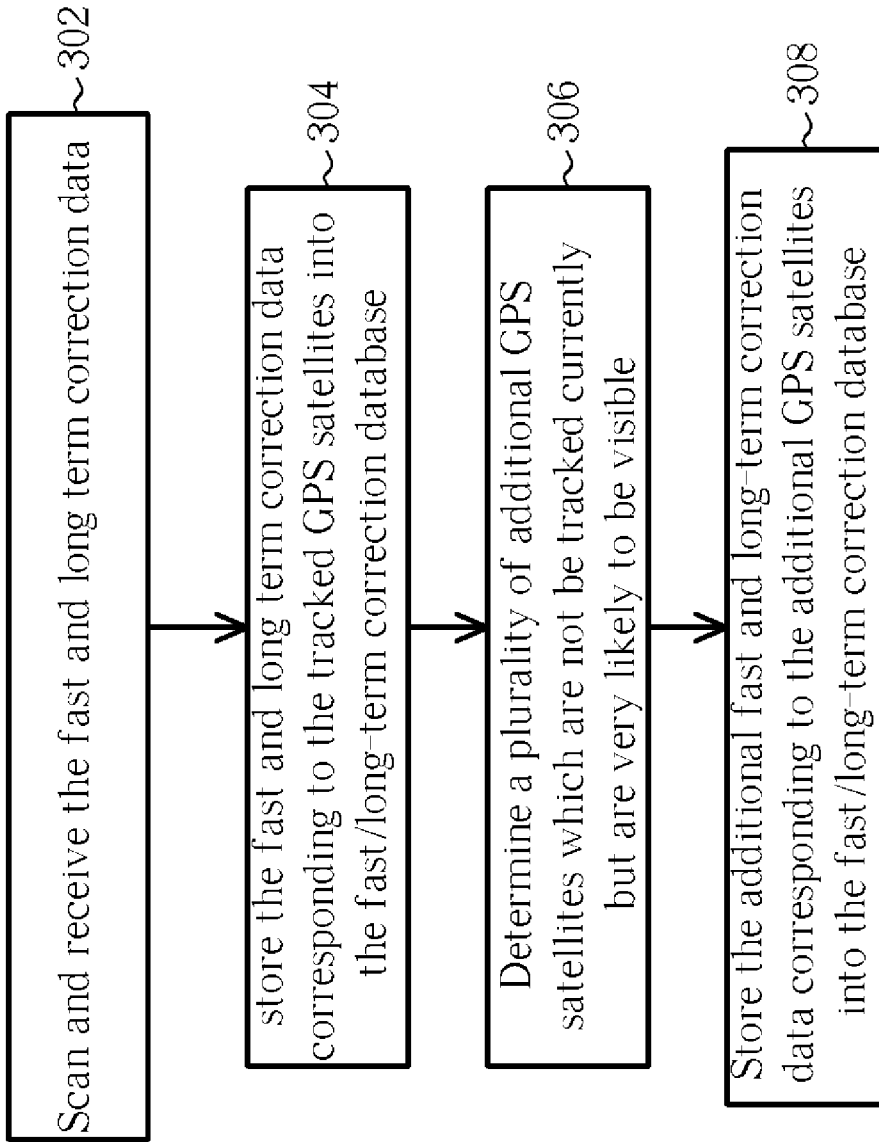 Scan and receive the fast and long term correction data
302
store the fast and long term correction data
corresponding to the tracked GPS satellites into
the fast/long-term correction database
304
Determine a plurality of additional GPS
satellites which are not be tracked currently
but are very likely to be visible
306
Store the additional fast and long-term correction
data corresponding to the additional GPS satellites
into the fast/long-term correction database
308